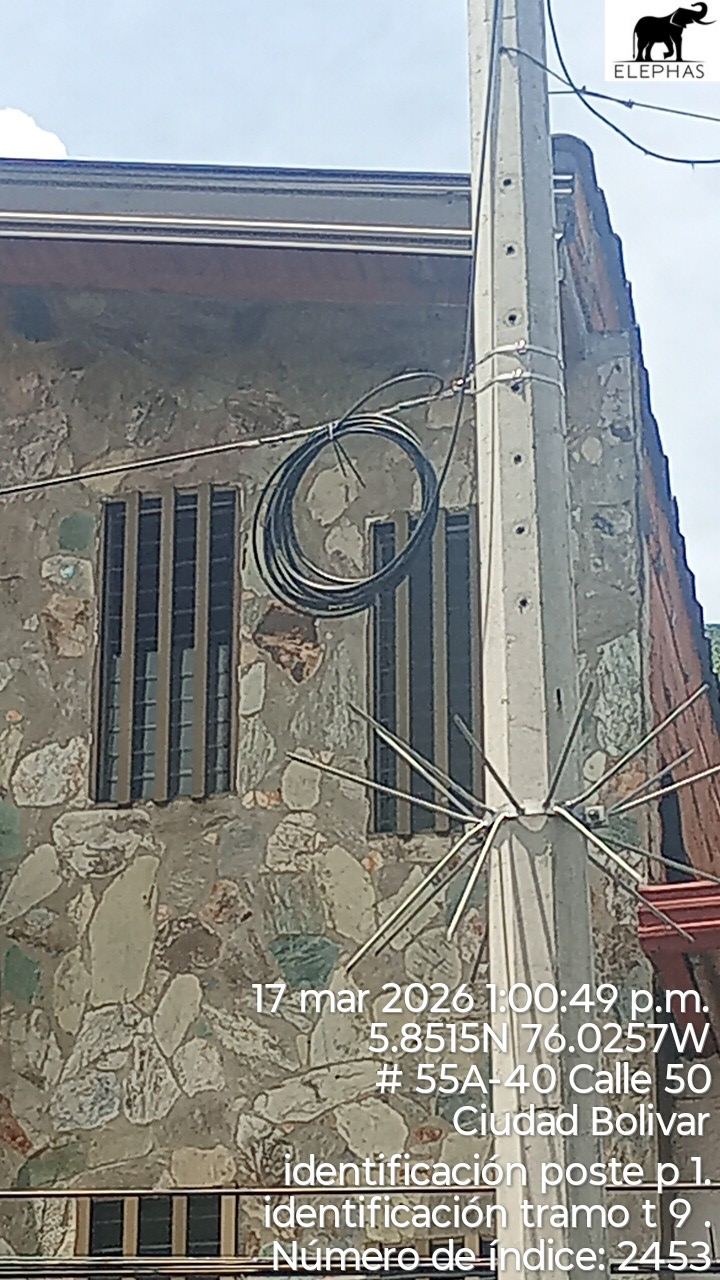 ELEPHAS
17 mar 2026 1:00:49 p.m.
5.8515N 76.0257W
# 55A-40 Calle 50
Ciudad Bolivar
identificación poste p 1.
identificación tramo t 9 .
Número de índice: 2453